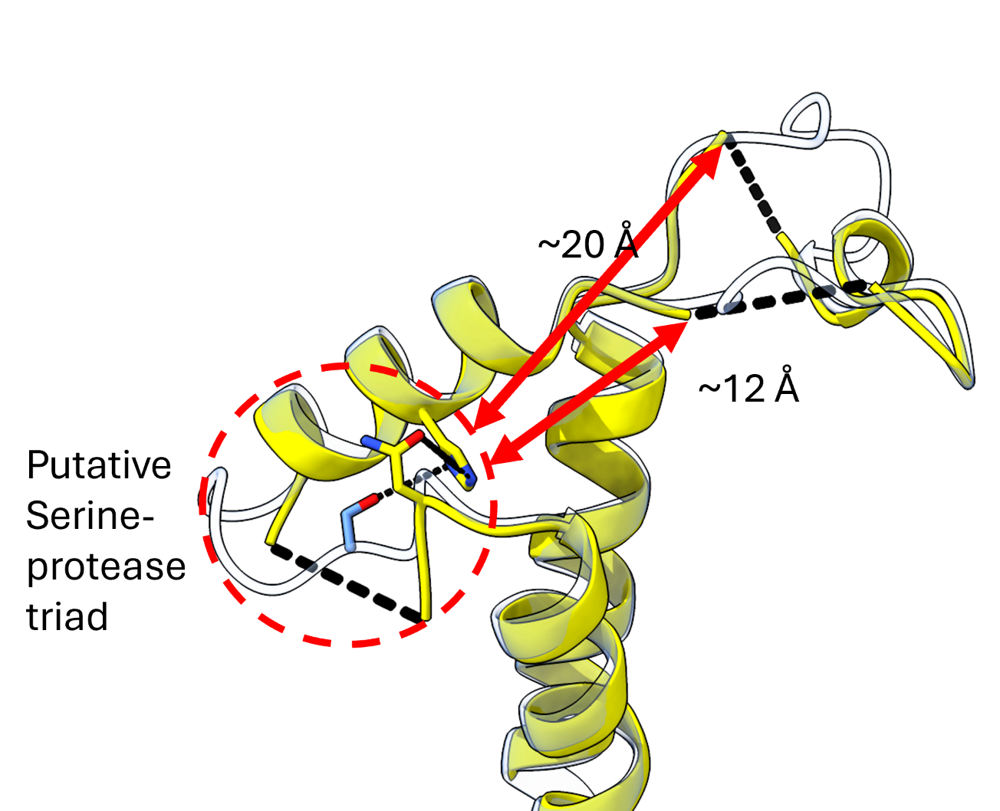 ~20 Å
~12 Å
Putative
Serine-
protease
triad